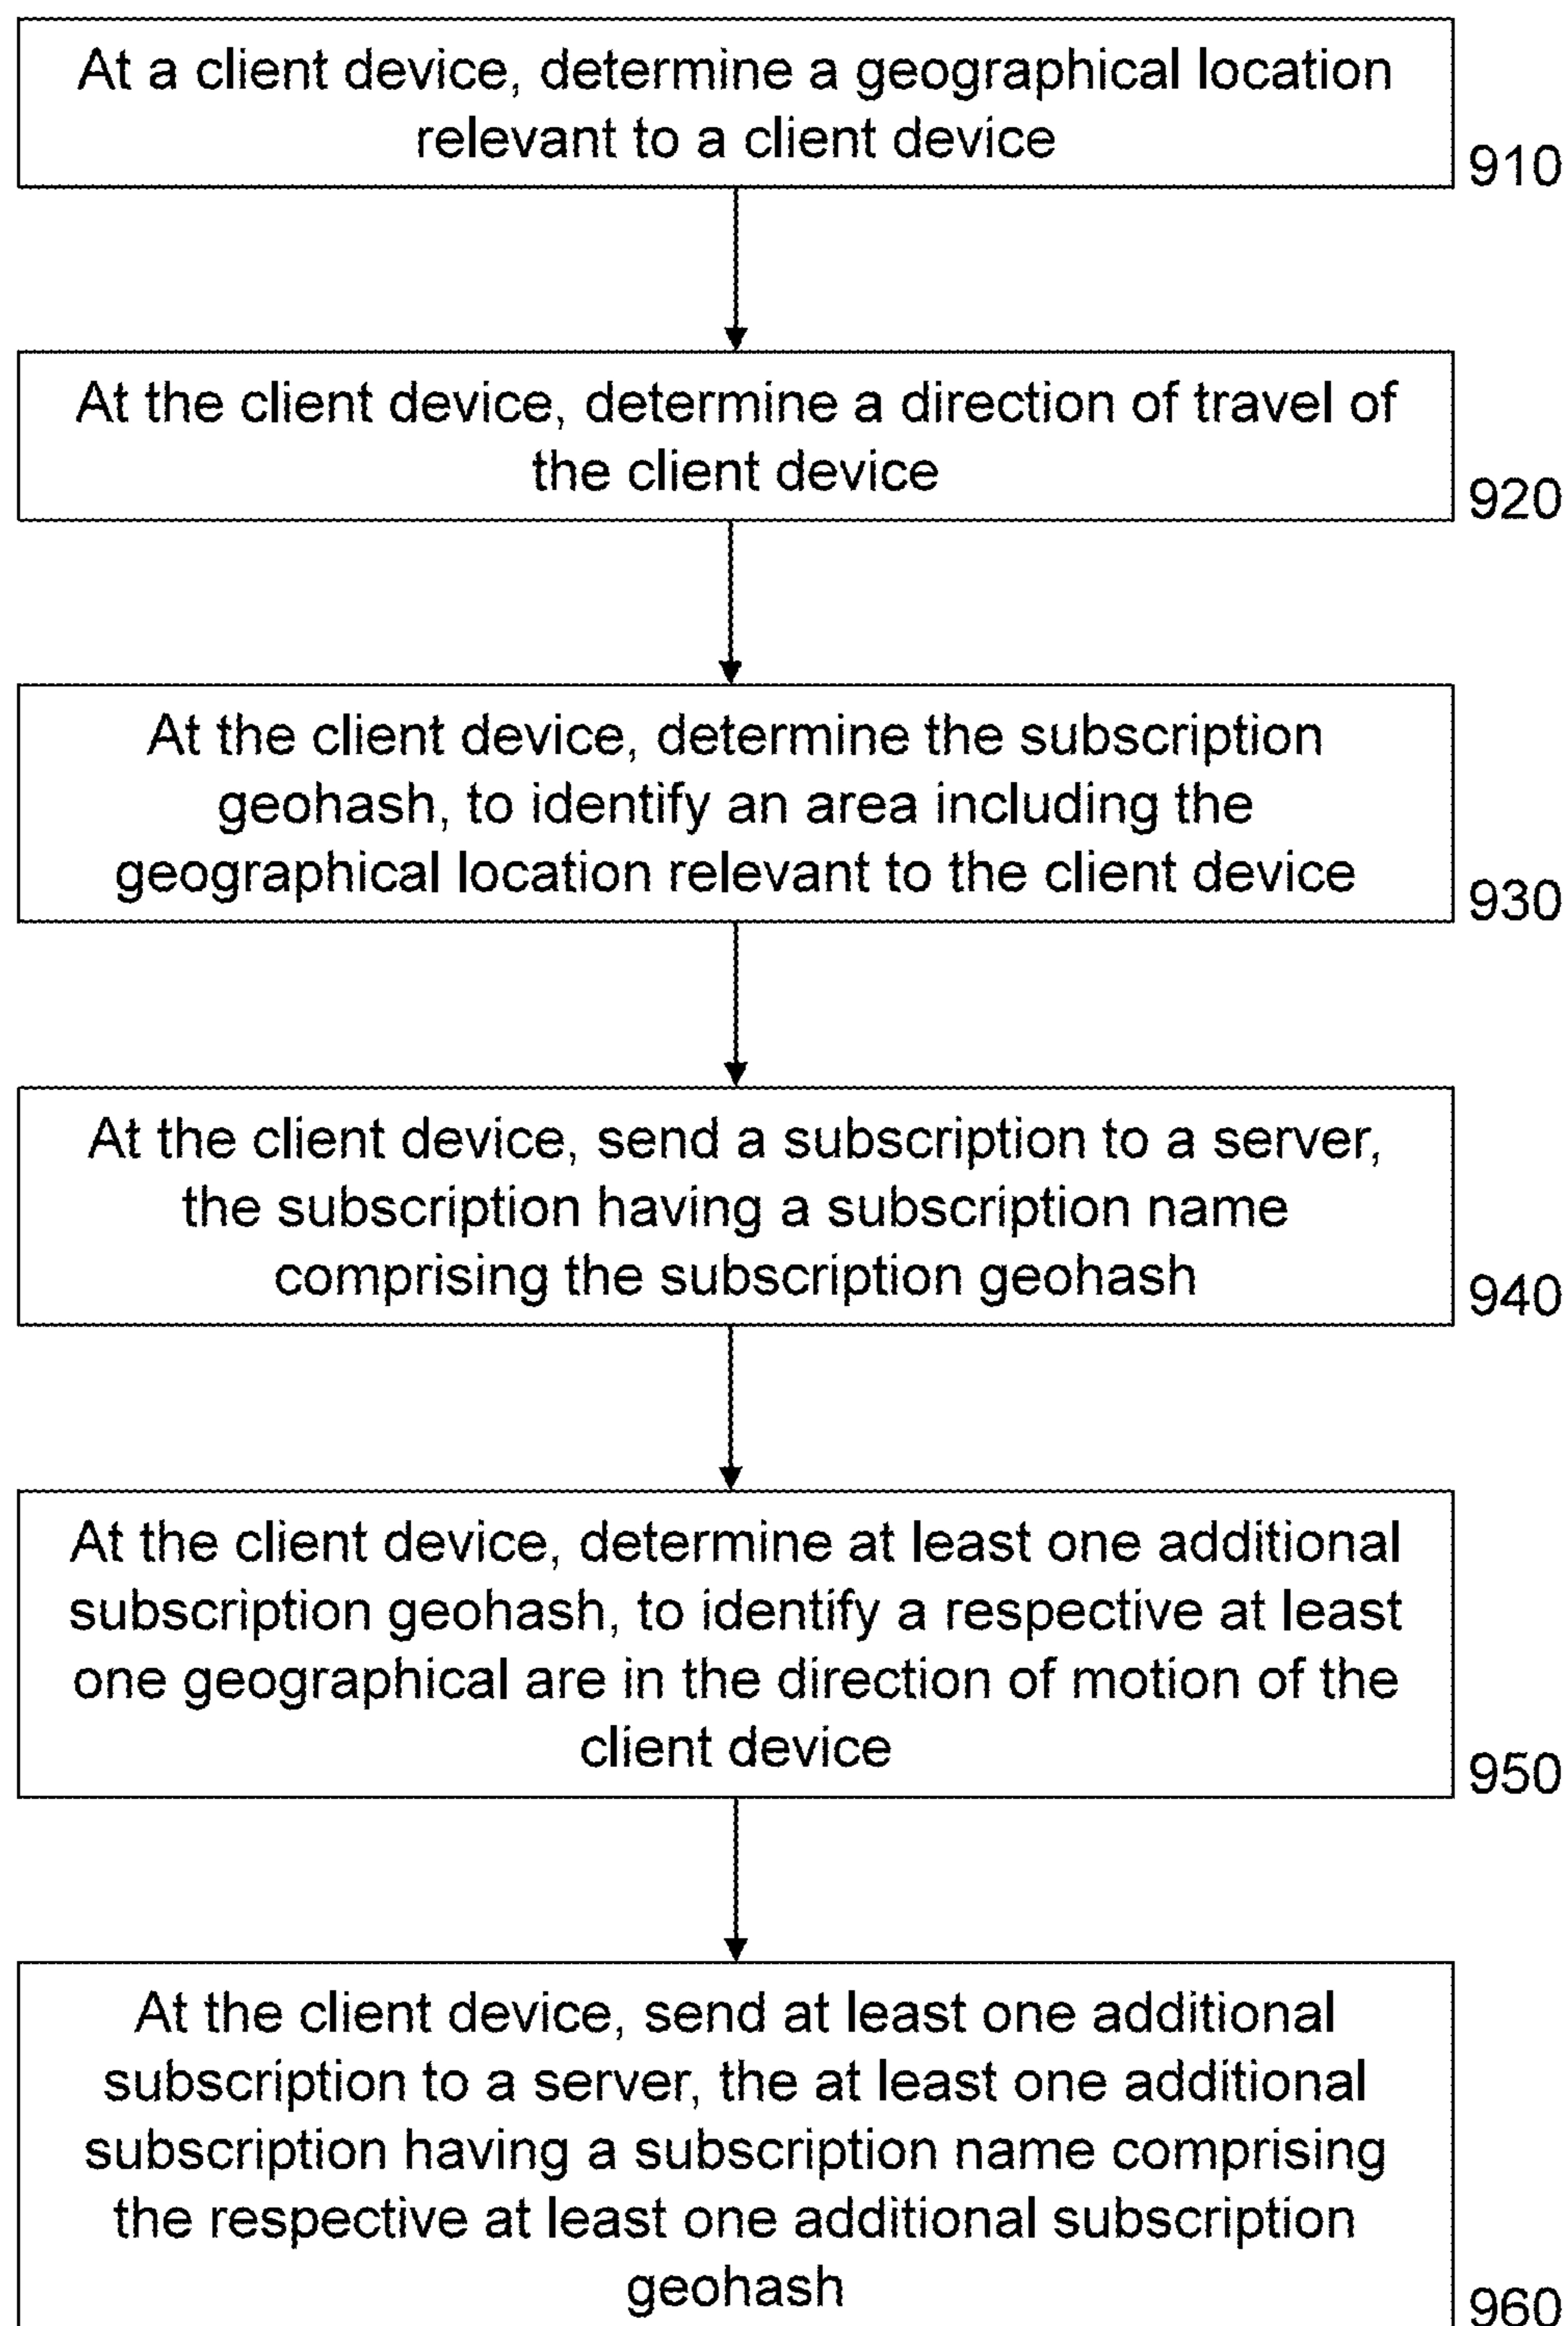 At a client device, determine a geographical location
relevant to a client device
910
At the client device, determine a direction of travel of
the client device
920
At the client device, determine the subscription
geohash, to identify an area including the
geographical location relevant to the client device
930
At the client device, send a subscription to a server,
the subscription having a subscription name
comprising the subscription geohash
940
At the client device, determine at least one additional
subscription geohash, to identify a respective at least
one geographical are in the direction of motion of the
client device
950
At the client device, send at least one additional
subscription to a server, the at least one additional
subscription having a subscription name comprising
the respective at least one additional subscription
geohash
960